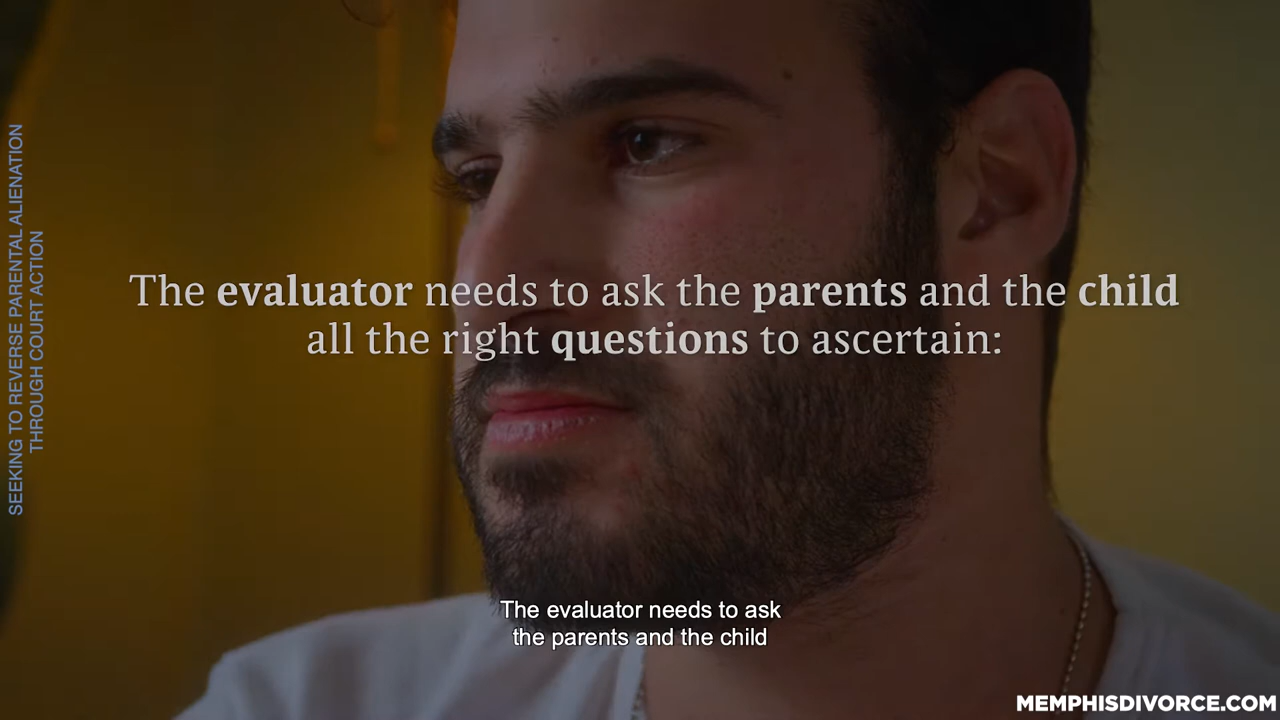 SEEKING TO REVERSE PARENTAL ALIENATION
THROUGH COURT ACTION
The evaluator needs to ask the parents and the child
all the right questions to ascertain:
The evaluator needs to ask
the parents and the child
MEMPHISDIVORCE.COM